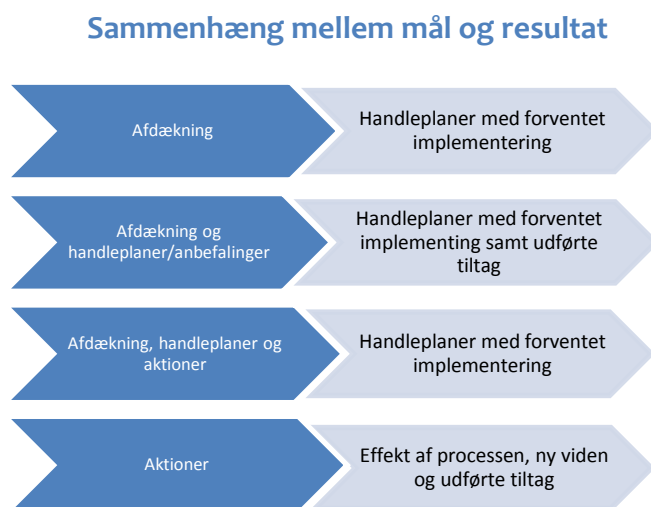 Sammenhæng mellem mål og resultat
Afdækning
Handleplaner med forventet
implementering
Afdækning og
handleplaner/anbefalinger
Handleplaner med forventet
implementing samt udførte
tiltag
Afdækning, handleplaner og
aktioner
Handleplaner med forventet
implementering
Aktioner
Effekt af processen, ny viden
og udførte tiltag